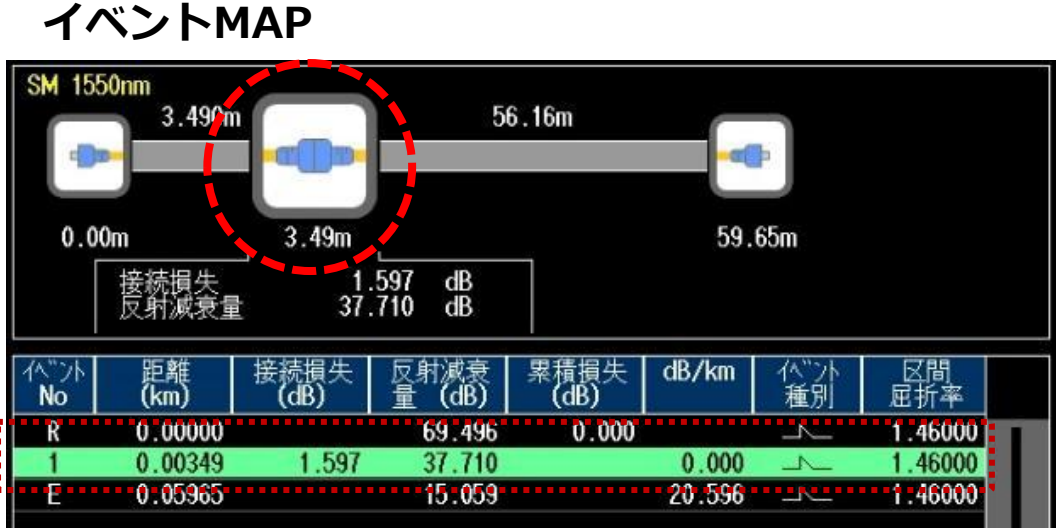 イベントMAP
SM 1550nm
3.490m 56.16m
0.00m 3.49m 59.65m
接続損失 1.597 dB
反射減衰量 37.710 dB
ｲﾍﾞﾝﾄ No 距離 (km) 接続損失 (dB) 反射減衰量 (dB) 累積損失 (dB) dB/km ｲﾍﾞﾝﾄ 種別 区間 屈折率
R 0.00000 69.496 0.000 1.46000
1 0.00349 1.597 37.710 0.000 1.46000
E 0.05965 15.059 20.596 1.46000